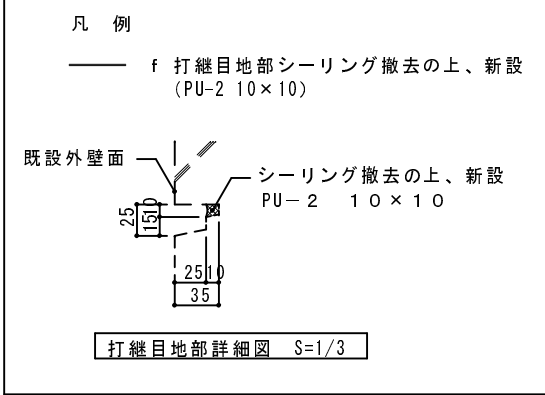 凡 例
f 打継目地部シーリング撤去の上、新設
(PU-2 10×10)
既設外壁面
シーリング撤去の上、新設
PU－2 10×10
25
15
10
25
10
35
打継目地部詳細図 S=1/3